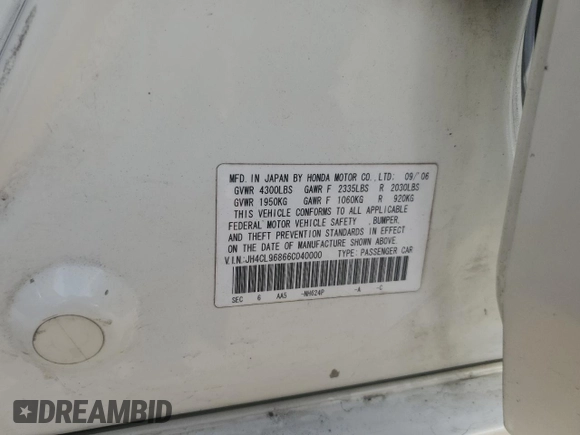 MFD. IN JAPAN BY HONDA MOTOR CO., LTD. 09/'06
GVWR 4300LBS GAWR F 2335LBS R 2030LBS
GVWR 1950KG GAWR F 1060KG R 920KG
THIS VEHICLE CONFORMS TO ALL APPLICABLE
FEDERAL MOTOR VEHICLE SAFETY , BUMPER,
AND THEFT PREVENTION STANDARDS IN EFFECT
ON THE DATE OF MANUFACTURE SHOWN ABOVE.
V.I.N.:JH4CL96866C040000 TYPE: PASSENGER CAR
SEC 6 AA5 -NH624P -A -C
DREAMBID